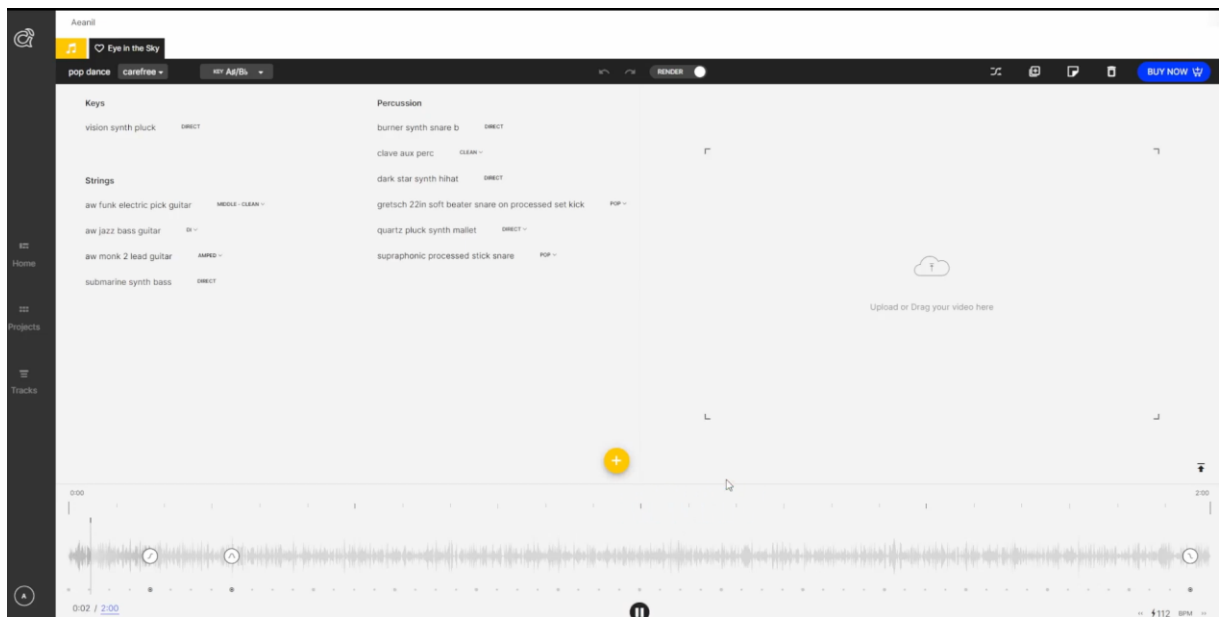 Aeanil
Eye in the Sky
pop dance carefree KEY A#/B♭ RENDER BUY NOW
Keys
vision synth pluck DIRECT
Strings
aw funk electric pick guitar MIDDLE - CLEAN
aw jazz bass guitar DI
aw monk 2 lead guitar AMPED
submarine synth bass DIRECT
Percussion
burner synth snare b DIRECT
clave aux perc CLEAN
dark star synth hihat DIRECT
gretsch 22in soft beater snare on processed set kick POP
quartz pluck synth mallet DIRECT
supraphonic processed stick snare POP
Upload or Drag your video here
Home
Projects
Tracks
A
0:00 2:00
0:02 / 2:00
112 BPM